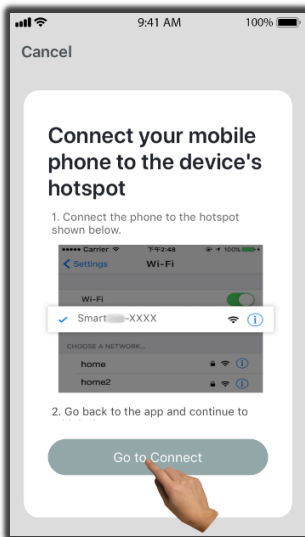 9:41 AM 100%
Cancel
Connect your mobile
phone to the device's
hotspot
1. Connect the phone to the hotspot
shown below.
Carrier 下午2:48 100%
Settings Wi-Fi
Wi-Fi
Smart -XXXX
CHOOSE A NETWORK...
home
home2
2. Go back to the app and continue to
Go to Connect